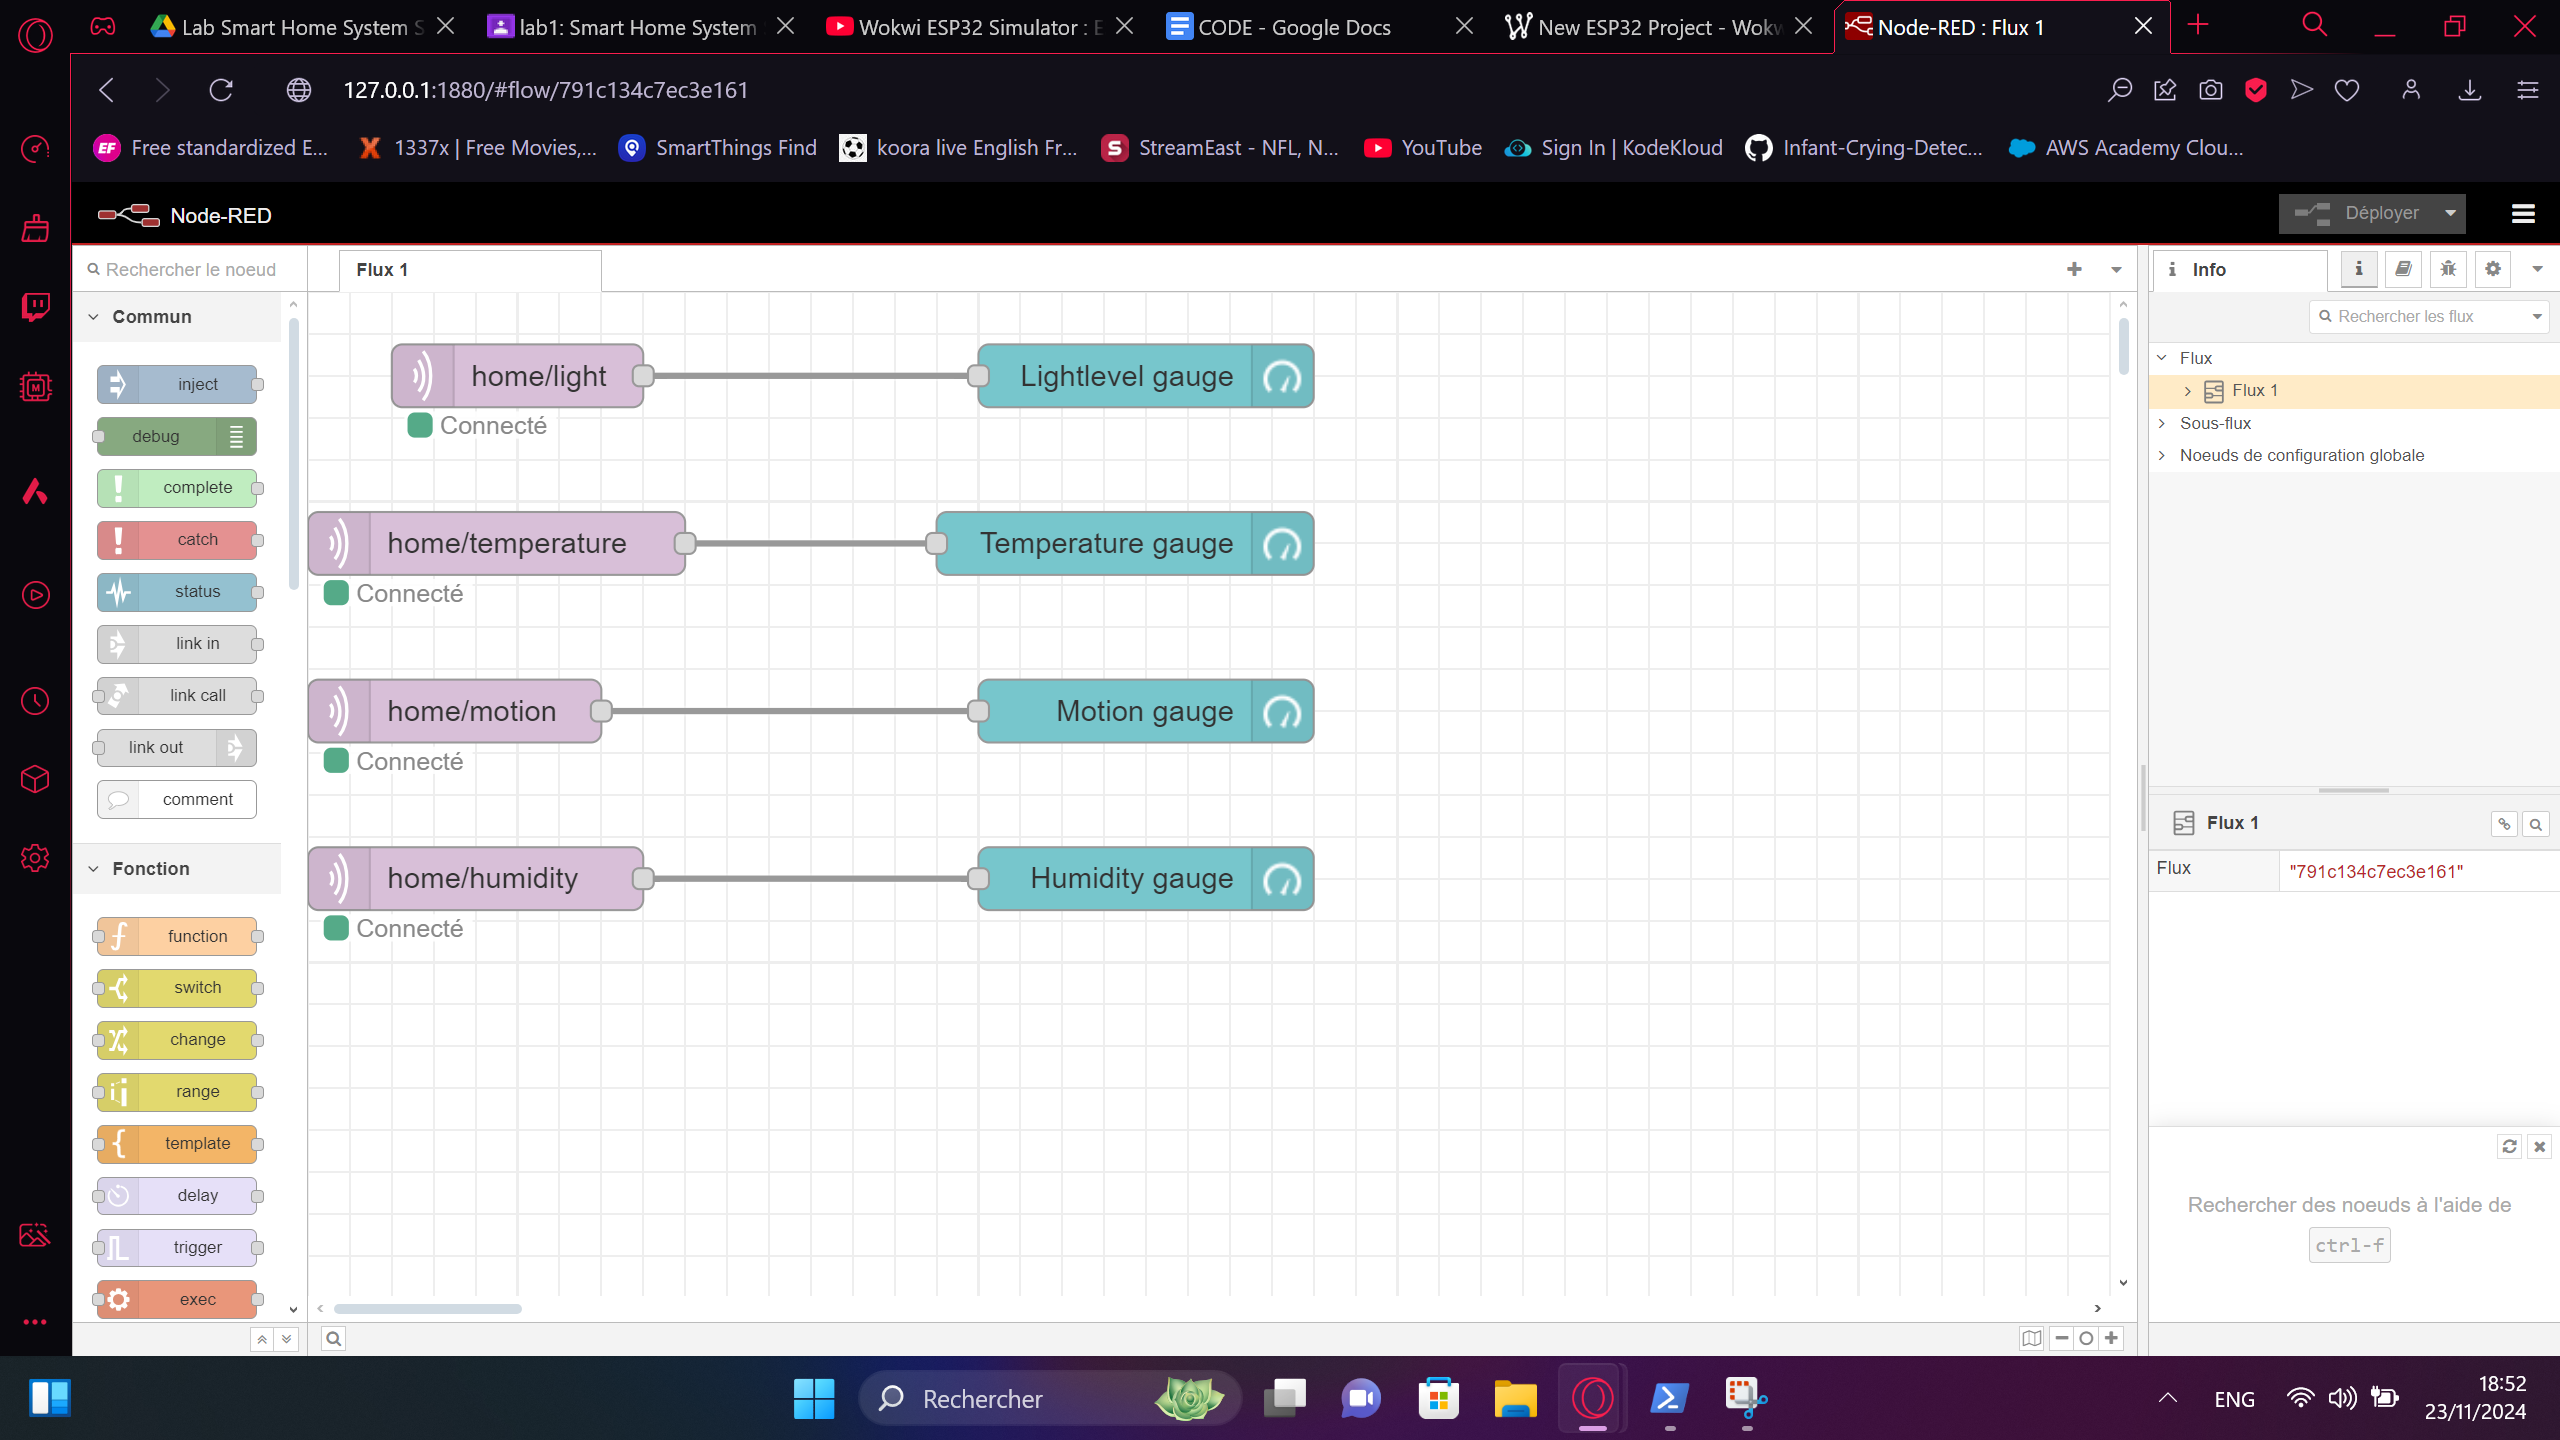 Lab Smart Home System S
lab1: Smart Home System
Wokwi ESP32 Simulator : E
CODE - Google Docs
New ESP32 Project - Wokw
Node-RED : Flux 1
127.0.0.1:1880/#flow/791c134c7ec3e161
EF Free standardized E...
1337x | Free Movies,...
SmartThings Find
koora live English Fr...
StreamEast - NFL, N...
YouTube
Sign In | KodeKloud
Infant-Crying-Detec...
AWS Academy Clou...
Node-RED
Déployer
Rechercher le noeud
Flux 1
Info
Rechercher les flux
Commun
inject
debug
complete
catch
status
link in
link call
link out
comment
Fonction
function
switch
change
range
template
delay
trigger
exec
home/light
Lightlevel gauge
Connecté
home/temperature
Temperature gauge
Connecté
home/motion
Motion gauge
Connecté
home/humidity
Humidity gauge
Connecté
Flux
Flux 1
Sous-flux
Noeuds de configuration globale
Flux 1
Flux
"791c134c7ec3e161"
Rechercher des noeuds à l'aide de
ctrl-f
Rechercher
ENG
18:52
23/11/2024